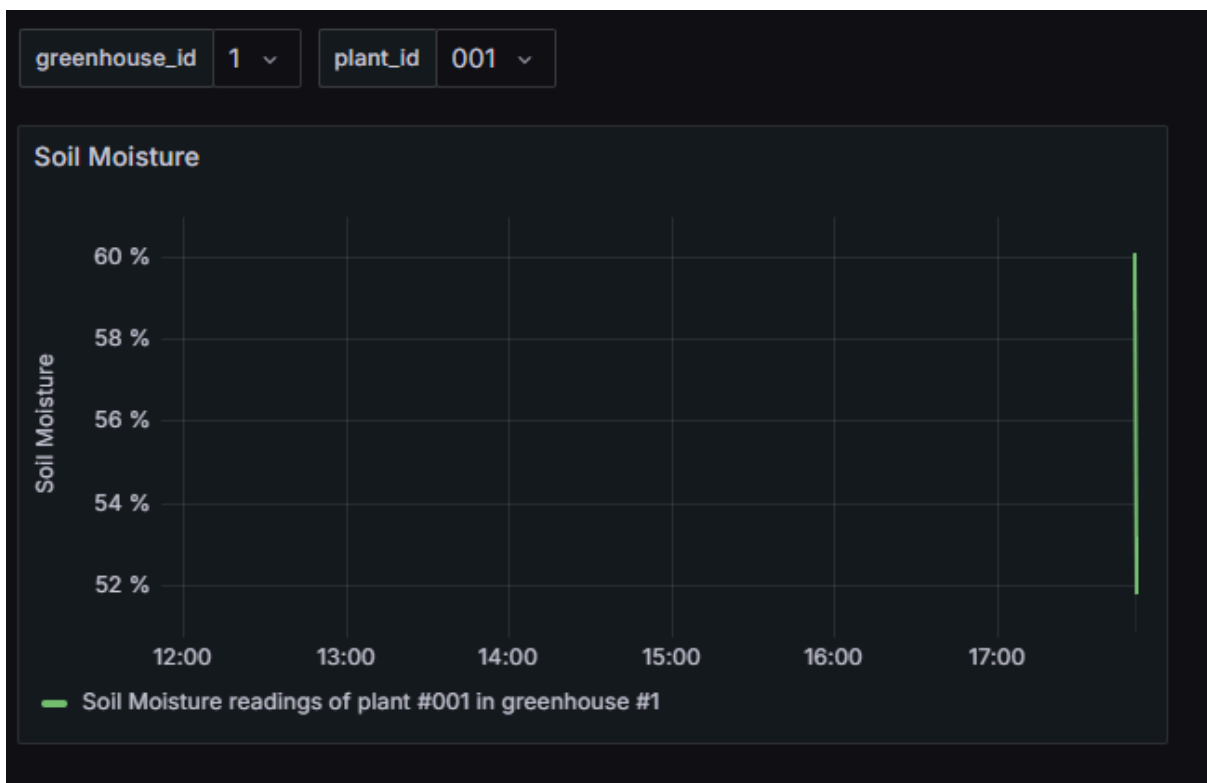 greenhouse_id 1 plant_id 001
Soil Moisture
60 %
58 %
56 %
54 %
52 %
Soil Moisture
12:00 13:00 14:00 15:00 16:00 17:00
Soil Moisture readings of plant #001 in greenhouse #1